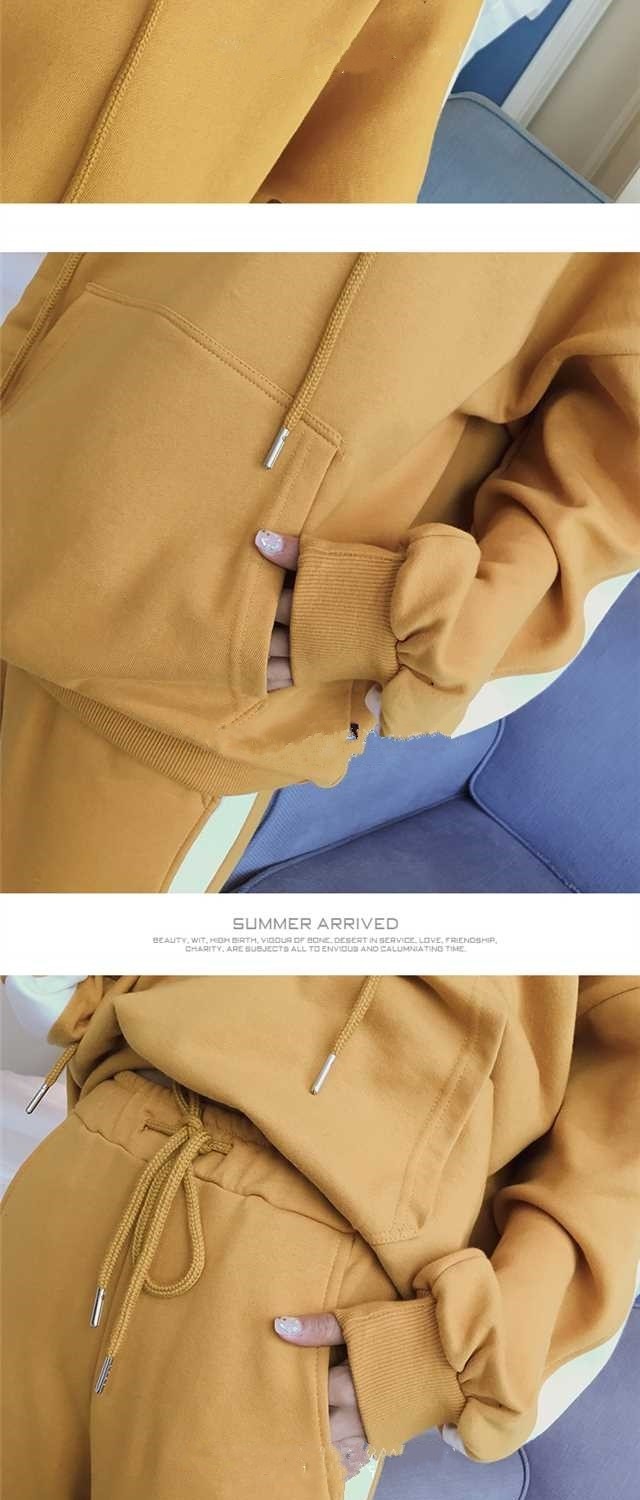 SUMMER ARRIVED
BEAUTY, WIT, HIGH BIRTH, VIGOUR OF BONE, DESERT IN SERVICE, LOVE, FRIENDSHIP,
CHARITY, ARE SUBJECTS ALL TO ENVIOUS AND CALUMNIATING TIME.